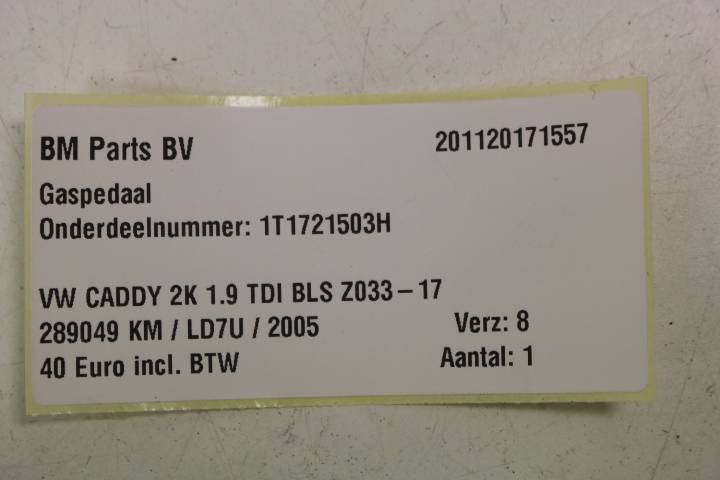 BM Parts BV 201120171557
Gaspedaal
Onderdeelnummer: 1T1721503H
VW CADDY 2K 1.9 TDI BLS Z033-17
289049 KM / LD7U / 2005 Verz: 8
40 Euro incl. BTW Aantal: 1